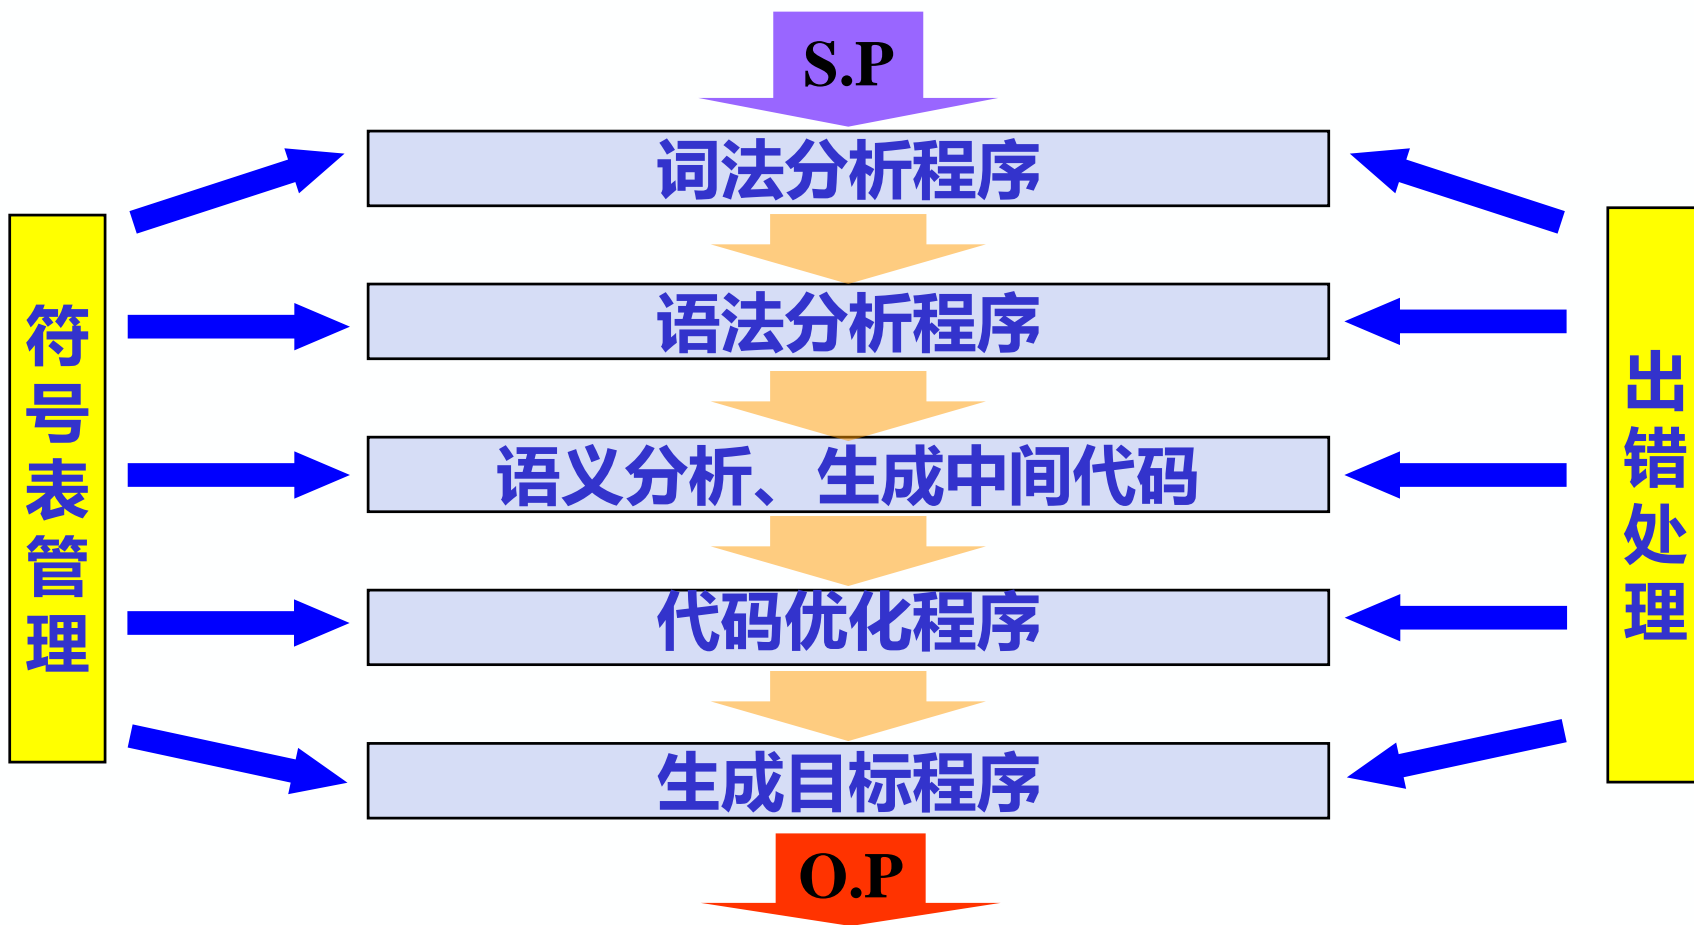 S.P
词法分析程序
语法分析程序
语义分析、生成中间代码
代码优化程序
生成目标程序
O.P
符号表管理
出错处理